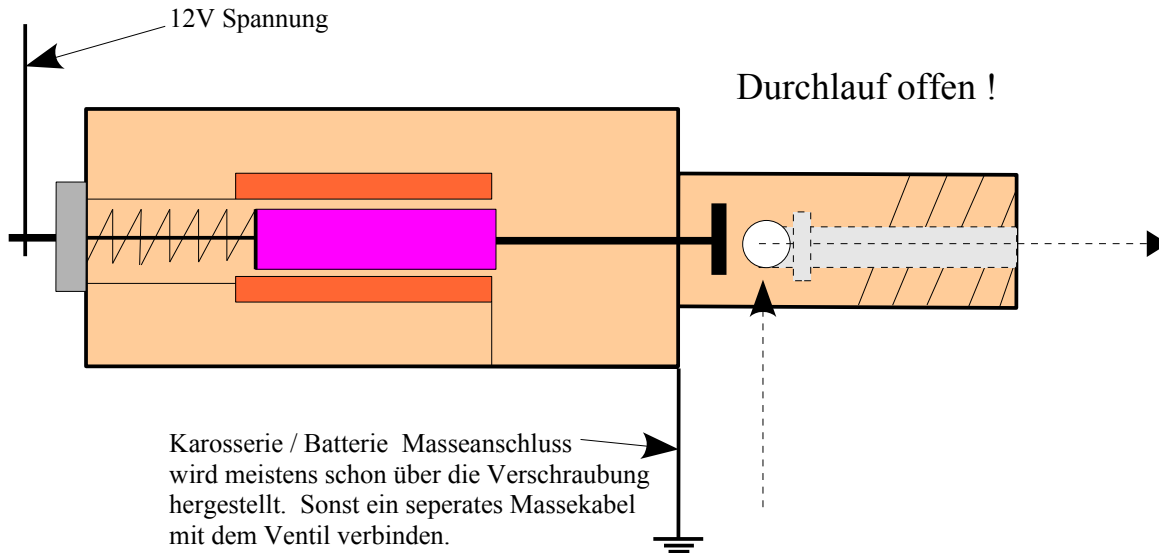 12V Spannung
Durchlauf offen !
Karosserie / Batterie Masseanschluss
wird meistens schon über die Verschraubung
hergestellt. Sonst ein seperates Massekabel
mit dem Ventil verbinden.